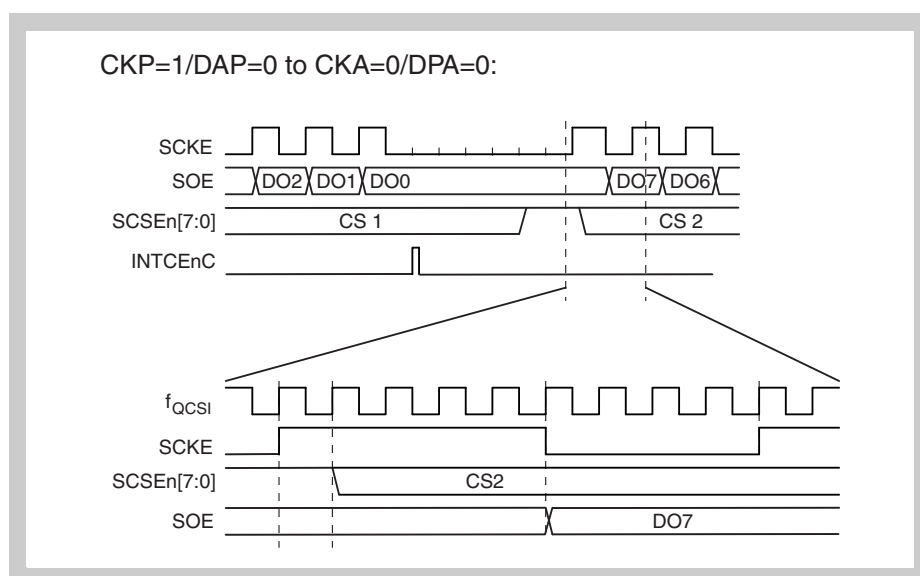 CKP=1/DAP=0 to CKA=0/DPA=0:
SCKE
SOE DO2 DO1 DO0 DO7 DO6
SCSEn[7:0] CS 1 CS 2
INTCEnC
fQCSI
SCKE
SCSEn[7:0] CS2
SOE DO7